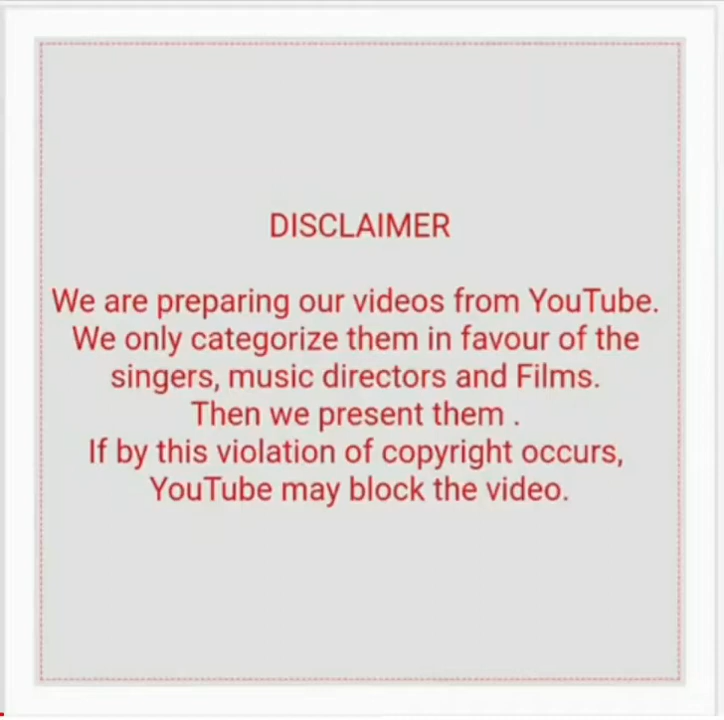 DISCLAIMER
We are preparing our videos from YouTube.
We only categorize them in favour of the
singers, music directors and Films.
Then we present them .
If by this violation of copyright occurs,
YouTube may block the video.